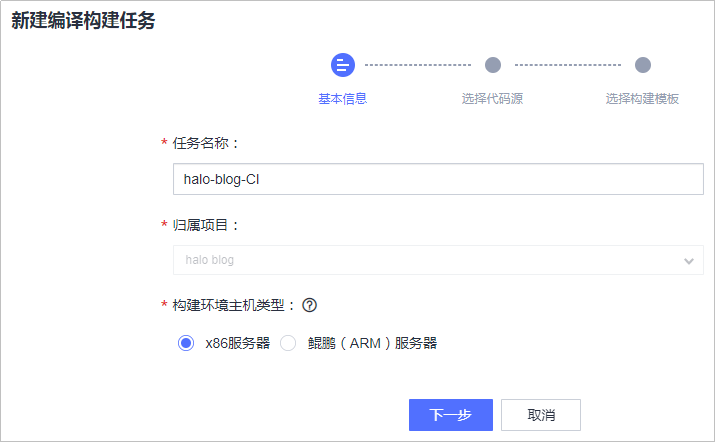 新建编译构建任务
基本信息 选择代码源 选择构建模板
* 任务名称：
halo-blog-CI
* 归属项目：
halo blog
* 构建环境主机类型： ?
x86服务器 鲲鹏（ARM）服务器
下一步 取消